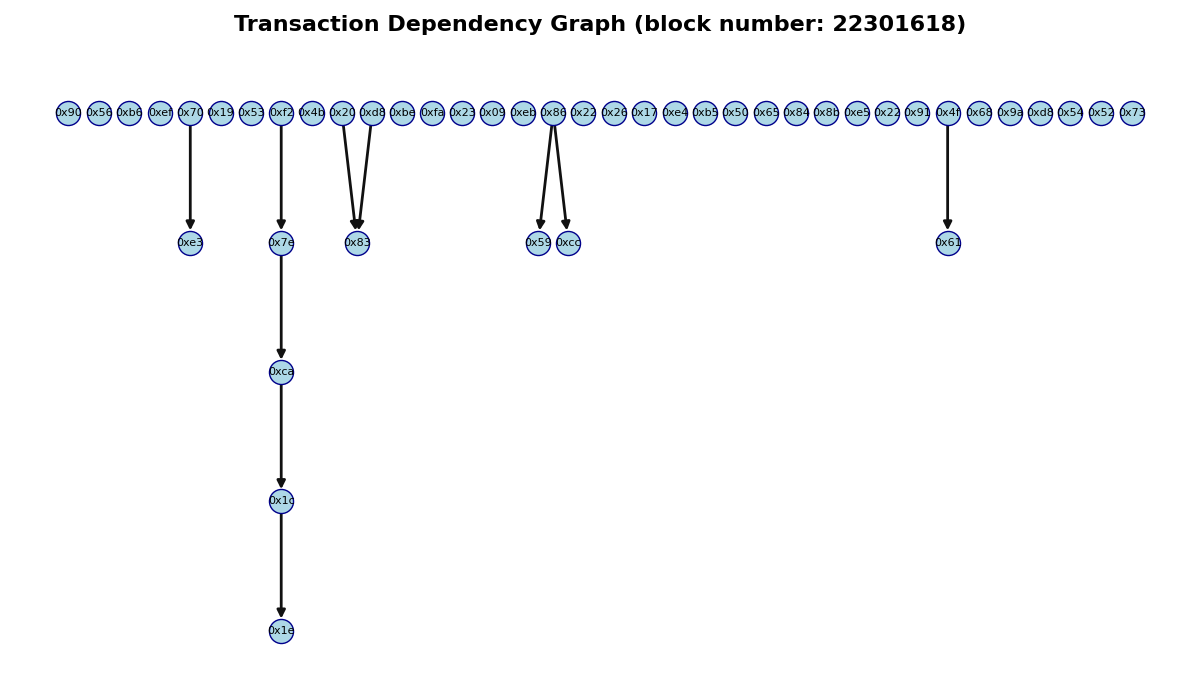 Transaction Dependency Graph (block number: 22301618)
0x90 0x56 0xb6 0xef 0x70 0x19 0x53 0xf2 0x4b 0x20 0xd8 0xbe 0xfa 0x23 0x09 0xeb 0x86 0x22 0x26 0x17 0xe4 0xb5 0x50 0x65 0x84 0x8b 0xe5 0x22 0x91 0x4f 0x68 0x9a 0xd8 0x54 0x52 0x73
0xe3 0x7e 0x83 0x59 0xcc 0x61
0xca
0x1c
0x1e